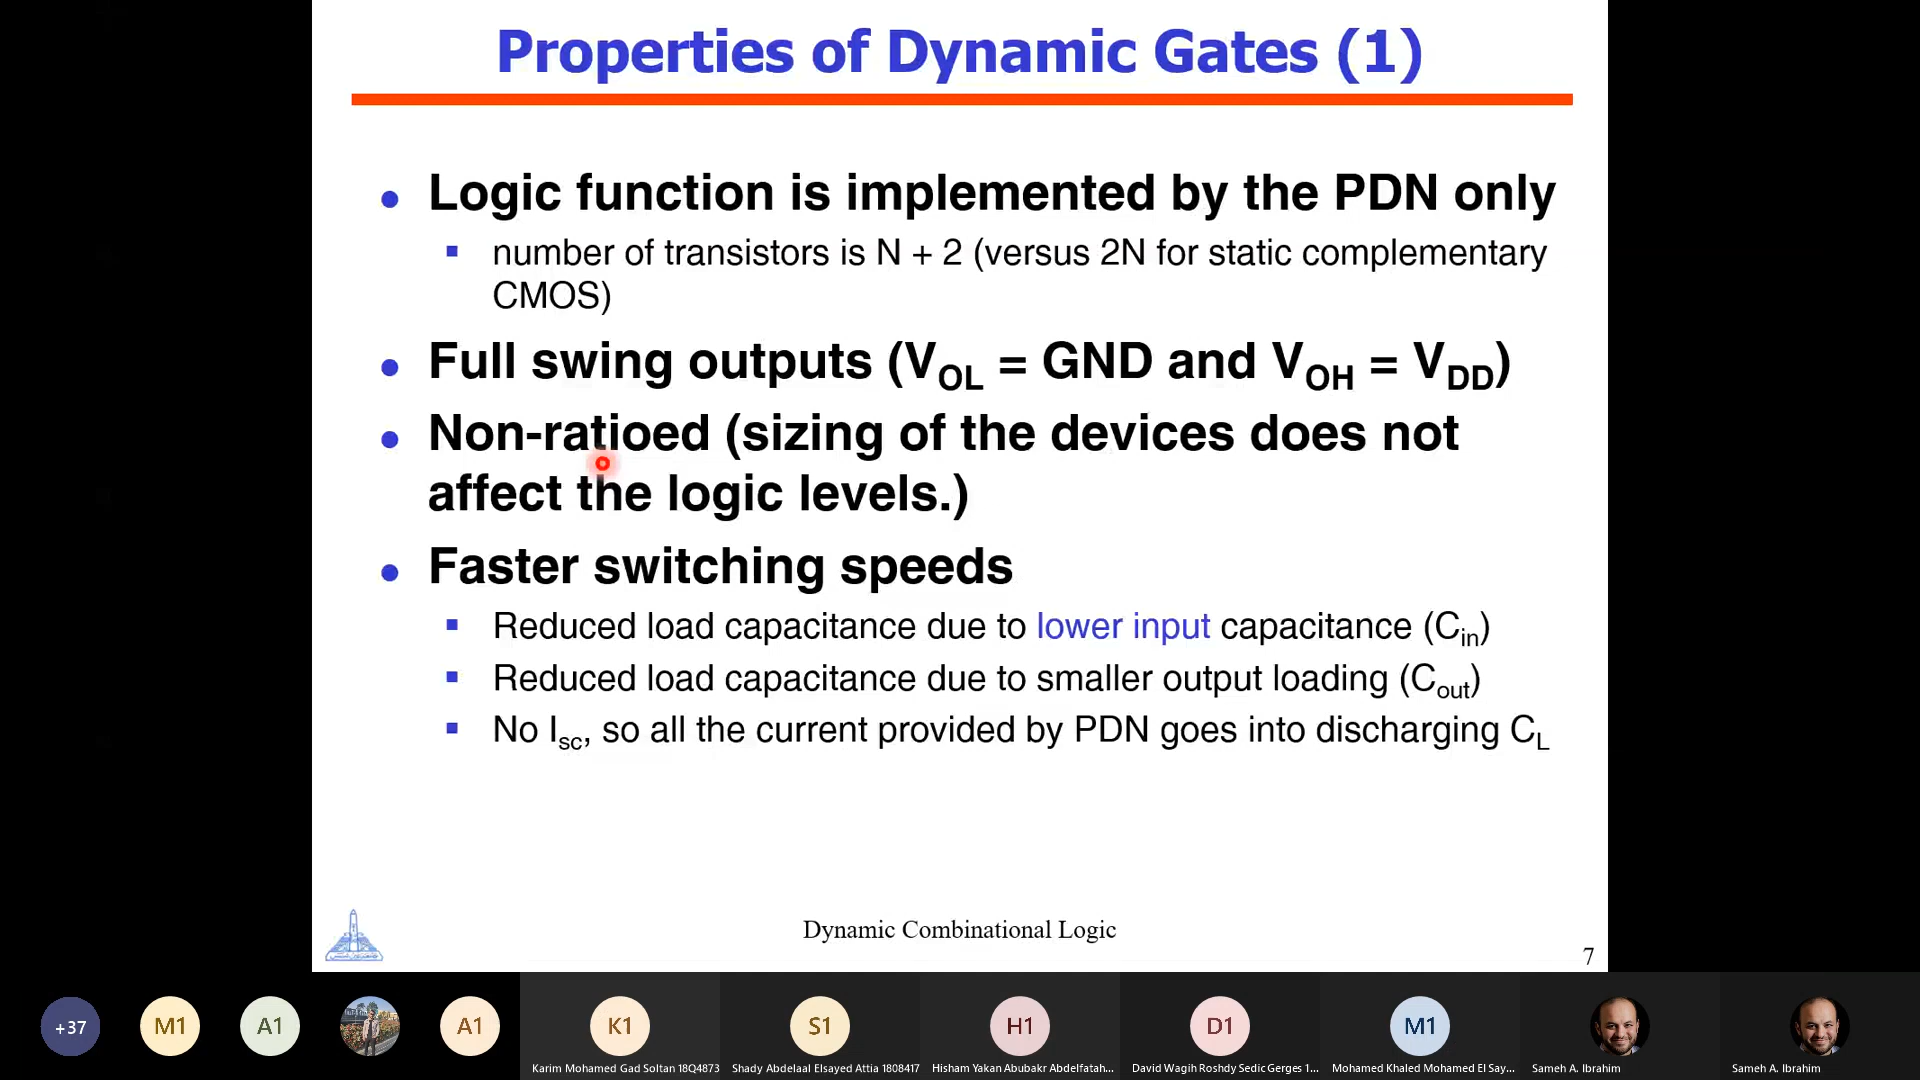 Properties of Dynamic Gates (1)
• Logic function is implemented by the PDN only
▪ number of transistors is N + 2 (versus 2N for static complementary
CMOS)
• Full swing outputs (VOL = GND and VOH = VDD)
• Non-ratioed (sizing of the devices does not
affect the logic levels.)
• Faster switching speeds
▪ Reduced load capacitance due to lower input capacitance (Cin)
▪ Reduced load capacitance due to smaller output loading (Cout)
▪ No Isc, so all the current provided by PDN goes into discharging CL
Dynamic Combinational Logic
7
+37
M1
A1
A1
K1
S1
H1
D1
M1
Karim Mohamed Gad Soltan 18Q4873
Shady Abdelaal Elsayed Attia 1808417
Hisham Yakan Abubakr Abdelfatah...
David Wagih Roshdy Sedic Gerges 1...
Mohamed Khaled Mohamed El Say...
Sameh A. Ibrahim
Sameh A. Ibrahim